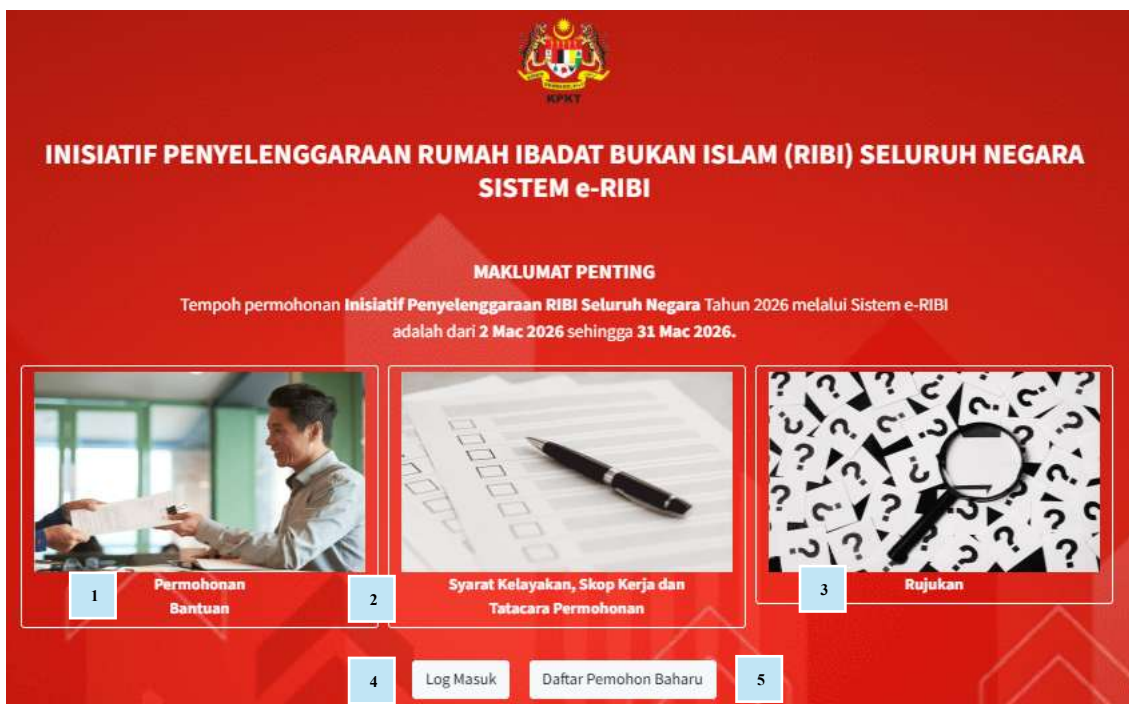 KPKT
INISIATIF PENYELENGGARAAN RUMAH IBADAT BUKAN ISLAM (RIBI) SELURUH NEGARA
SISTEM e-RIBI
MAKLUMAT PENTING
Tempoh permohonan Inisiatif Penyelenggaraan RIBI Seluruh Negara Tahun 2026 melalui Sistem e-RIBI
adalah dari 2 Mac 2026 sehingga 31 Mac 2026.
1
Permohonan
Bantuan
2
Syarat Kelayakan, Skop Kerja dan
Tatacara Permohonan
3
Rujukan
4
Log Masuk
Daftar Pemohon Baharu
5